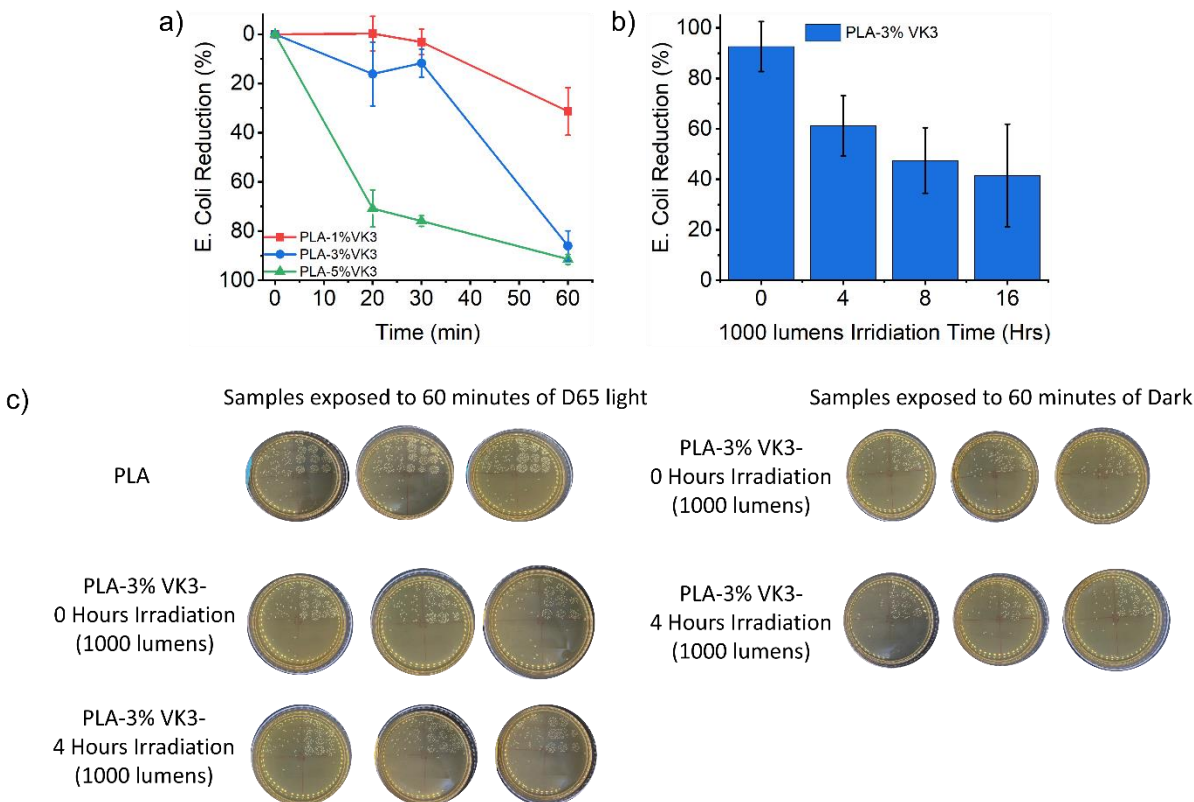 a)
E. Coli Reduction (%)
0
20
40
60
80
100
PLA-1%VK3
PLA-3%VK3
PLA-5%VK3
0 10 20 30 40 50 60
Time (min)
b)
E. Coli Reduction (%)
100
80
60
40
20
0
PLA-3% VK3
0 4 8 16
1000 lumens Irridiation Time (Hrs)
c)
Samples exposed to 60 minutes of D65 light
PLA
PLA-3% VK3-
0 Hours Irradiation
(1000 lumens)
PLA-3% VK3-
4 Hours Irradiation
(1000 lumens)
Samples exposed to 60 minutes of Dark
PLA-3% VK3-
0 Hours Irradiation
(1000 lumens)
PLA-3% VK3-
4 Hours Irradiation
(1000 lumens)